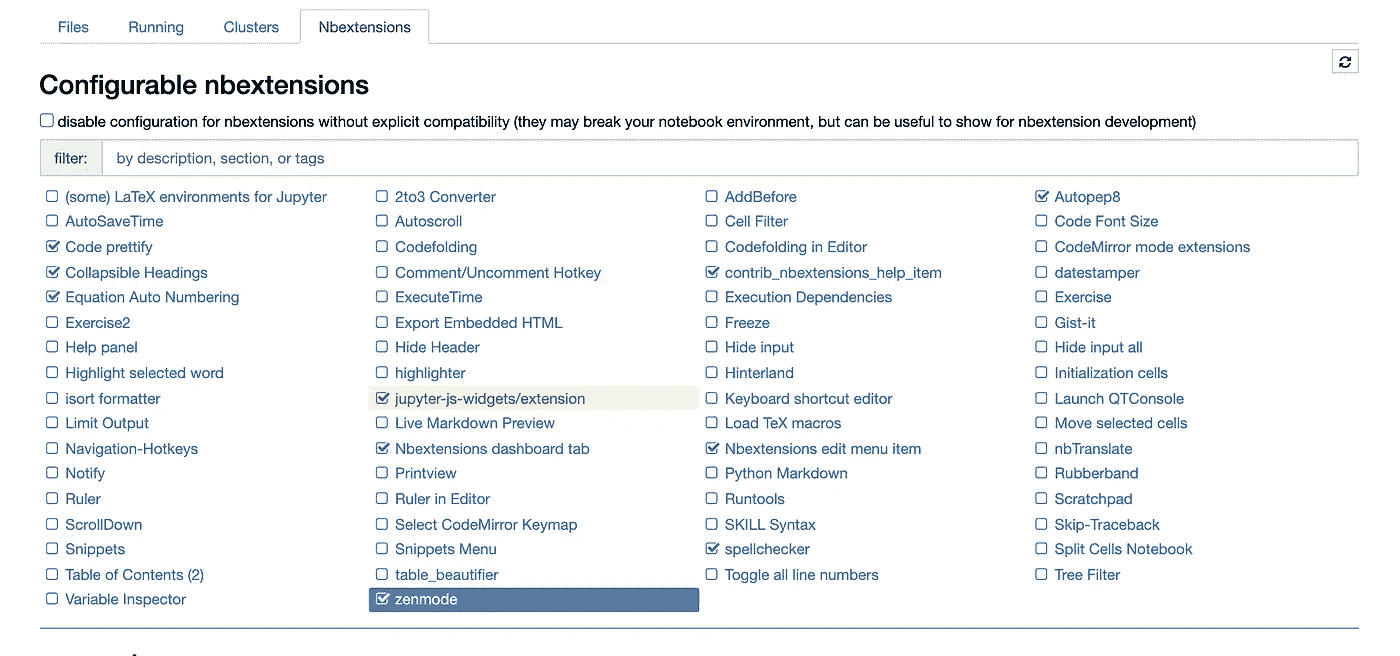 Files Running Clusters Nbextensions
Configurable nbextensions
disable configuration for nbextensions without explicit compatibility (they may break your notebook environment, but can be useful to show for nbextension development)
filter: by description, section, or tags
(some) LaTeX environments for Jupyter 2to3 Converter AddBefore Autopep8
AutoSaveTime Autoscroll Cell Filter Code Font Size
Code prettify Codefolding Codefolding in Editor CodeMirror mode extensions
Collapsible Headings Comment/Uncomment Hotkey contrib_nbextensions_help_item datestamper
Equation Auto Numbering ExecuteTime Execution Dependencies Exercise
Exercise2 Export Embedded HTML Freeze Gist-it
Help panel Hide Header Hide input Hide input all
Highlight selected word highlighter Hinterland Initialization cells
isort formatter jupyter-js-widgets/extension Keyboard shortcut editor Launch QTConsole
Limit Output Live Markdown Preview Load TeX macros Move selected cells
Navigation-Hotkeys Nbextensions dashboard tab Nbextensions edit menu item nbTranslate
Notify Printview Python Markdown Rubberband
Ruler Ruler in Editor Runtools Scratchpad
ScrollDown Select CodeMirror Keymap SKILL Syntax Skip-Traceback
Snippets Snippets Menu spellchecker Split Cells Notebook
Table of Contents (2) table_beautifier Toggle all line numbers Tree Filter
Variable Inspector zenmode